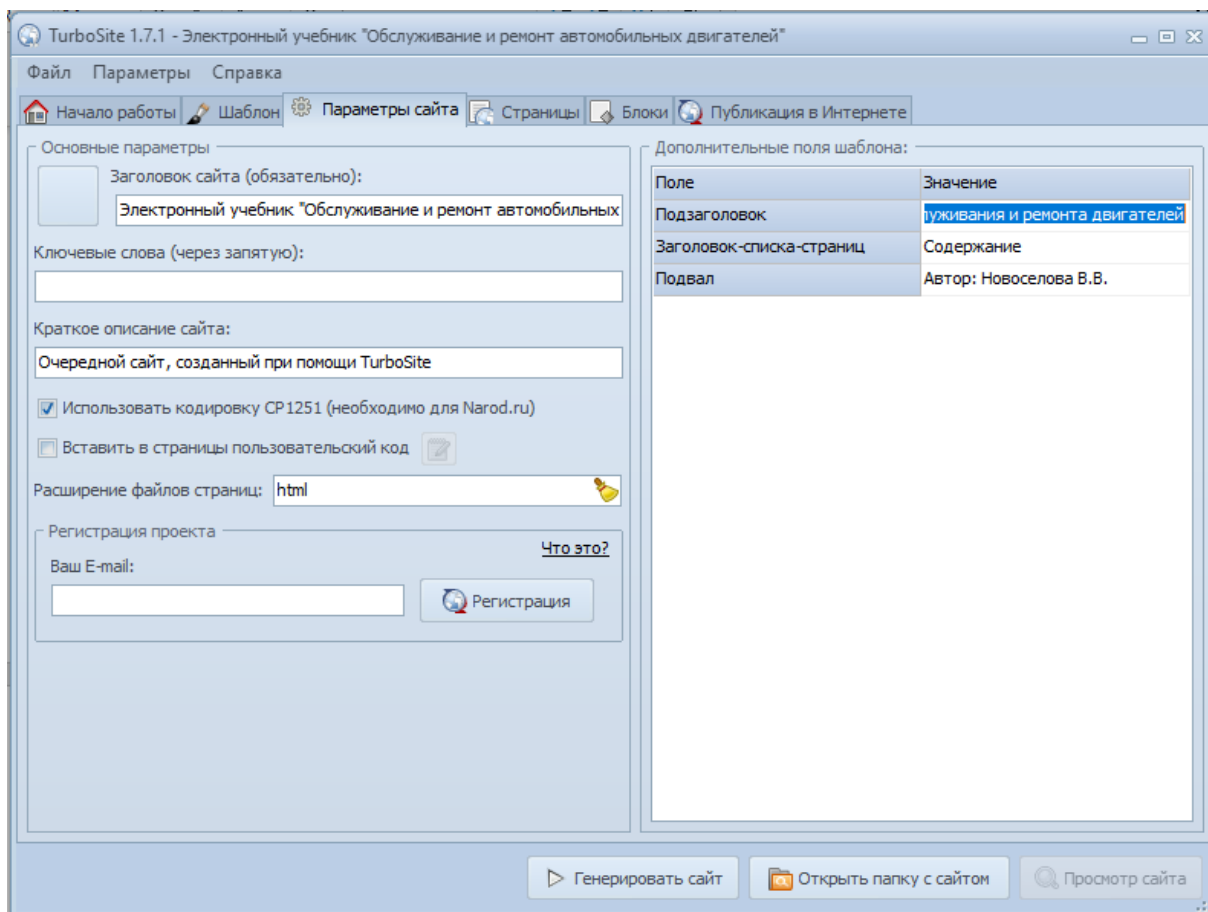 TurboSite 1.7.1 - Электронный учебник "Обслуживание и ремонт автомобильных двигателей"
Файл Параметры Справка
Начало работы Шаблон Параметры сайта Страницы Блоки Публикация в Интернете
Основные параметры
Заголовок сайта (обязательно):
Электронный учебник "Обслуживание и ремонт автомобильных
Ключевые слова (через запятую):
Краткое описание сайта:
Очередной сайт, созданный при помощи TurboSite
Использовать кодировку CP1251 (необходимо для Narod.ru)
Вставить в страницы пользовательский код
Расширение файлов страниц: html
Регистрация проекта
Что это?
Ваш E-mail:
Регистрация
Дополнительные поля шаблона:
Поле Значение
Подзаголовок луживания и ремонта двигателей
Заголовок-списка-страниц Содержание
Подвал Автор: Новоселова В.В.
Генерировать сайт Открыть папку с сайтом Просмотр сайта